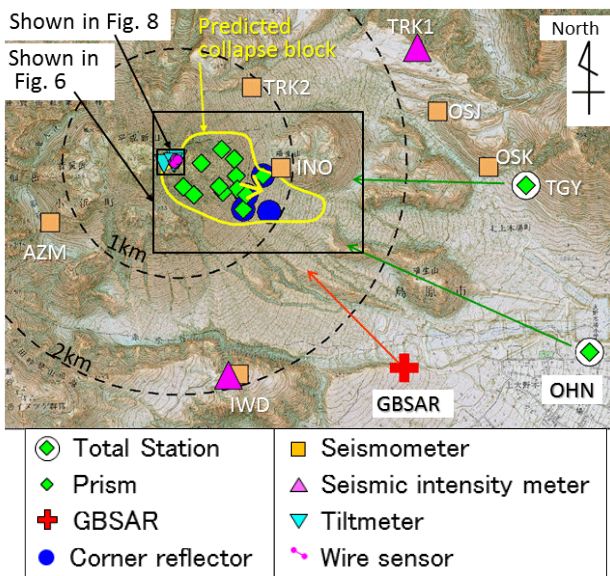 Shown in Fig. 8
Predicted
collapse block
TRK1
North
Shown in
Fig. 6
TRK2
OSJ
OSK
INO
TGY
AZM
1km
2km
IWD
GBSAR
OHN
Total Station
Prism
GBSAR
Corner reflector
Seismometer
Seismic intensity meter
Tiltmeter
Wire sensor